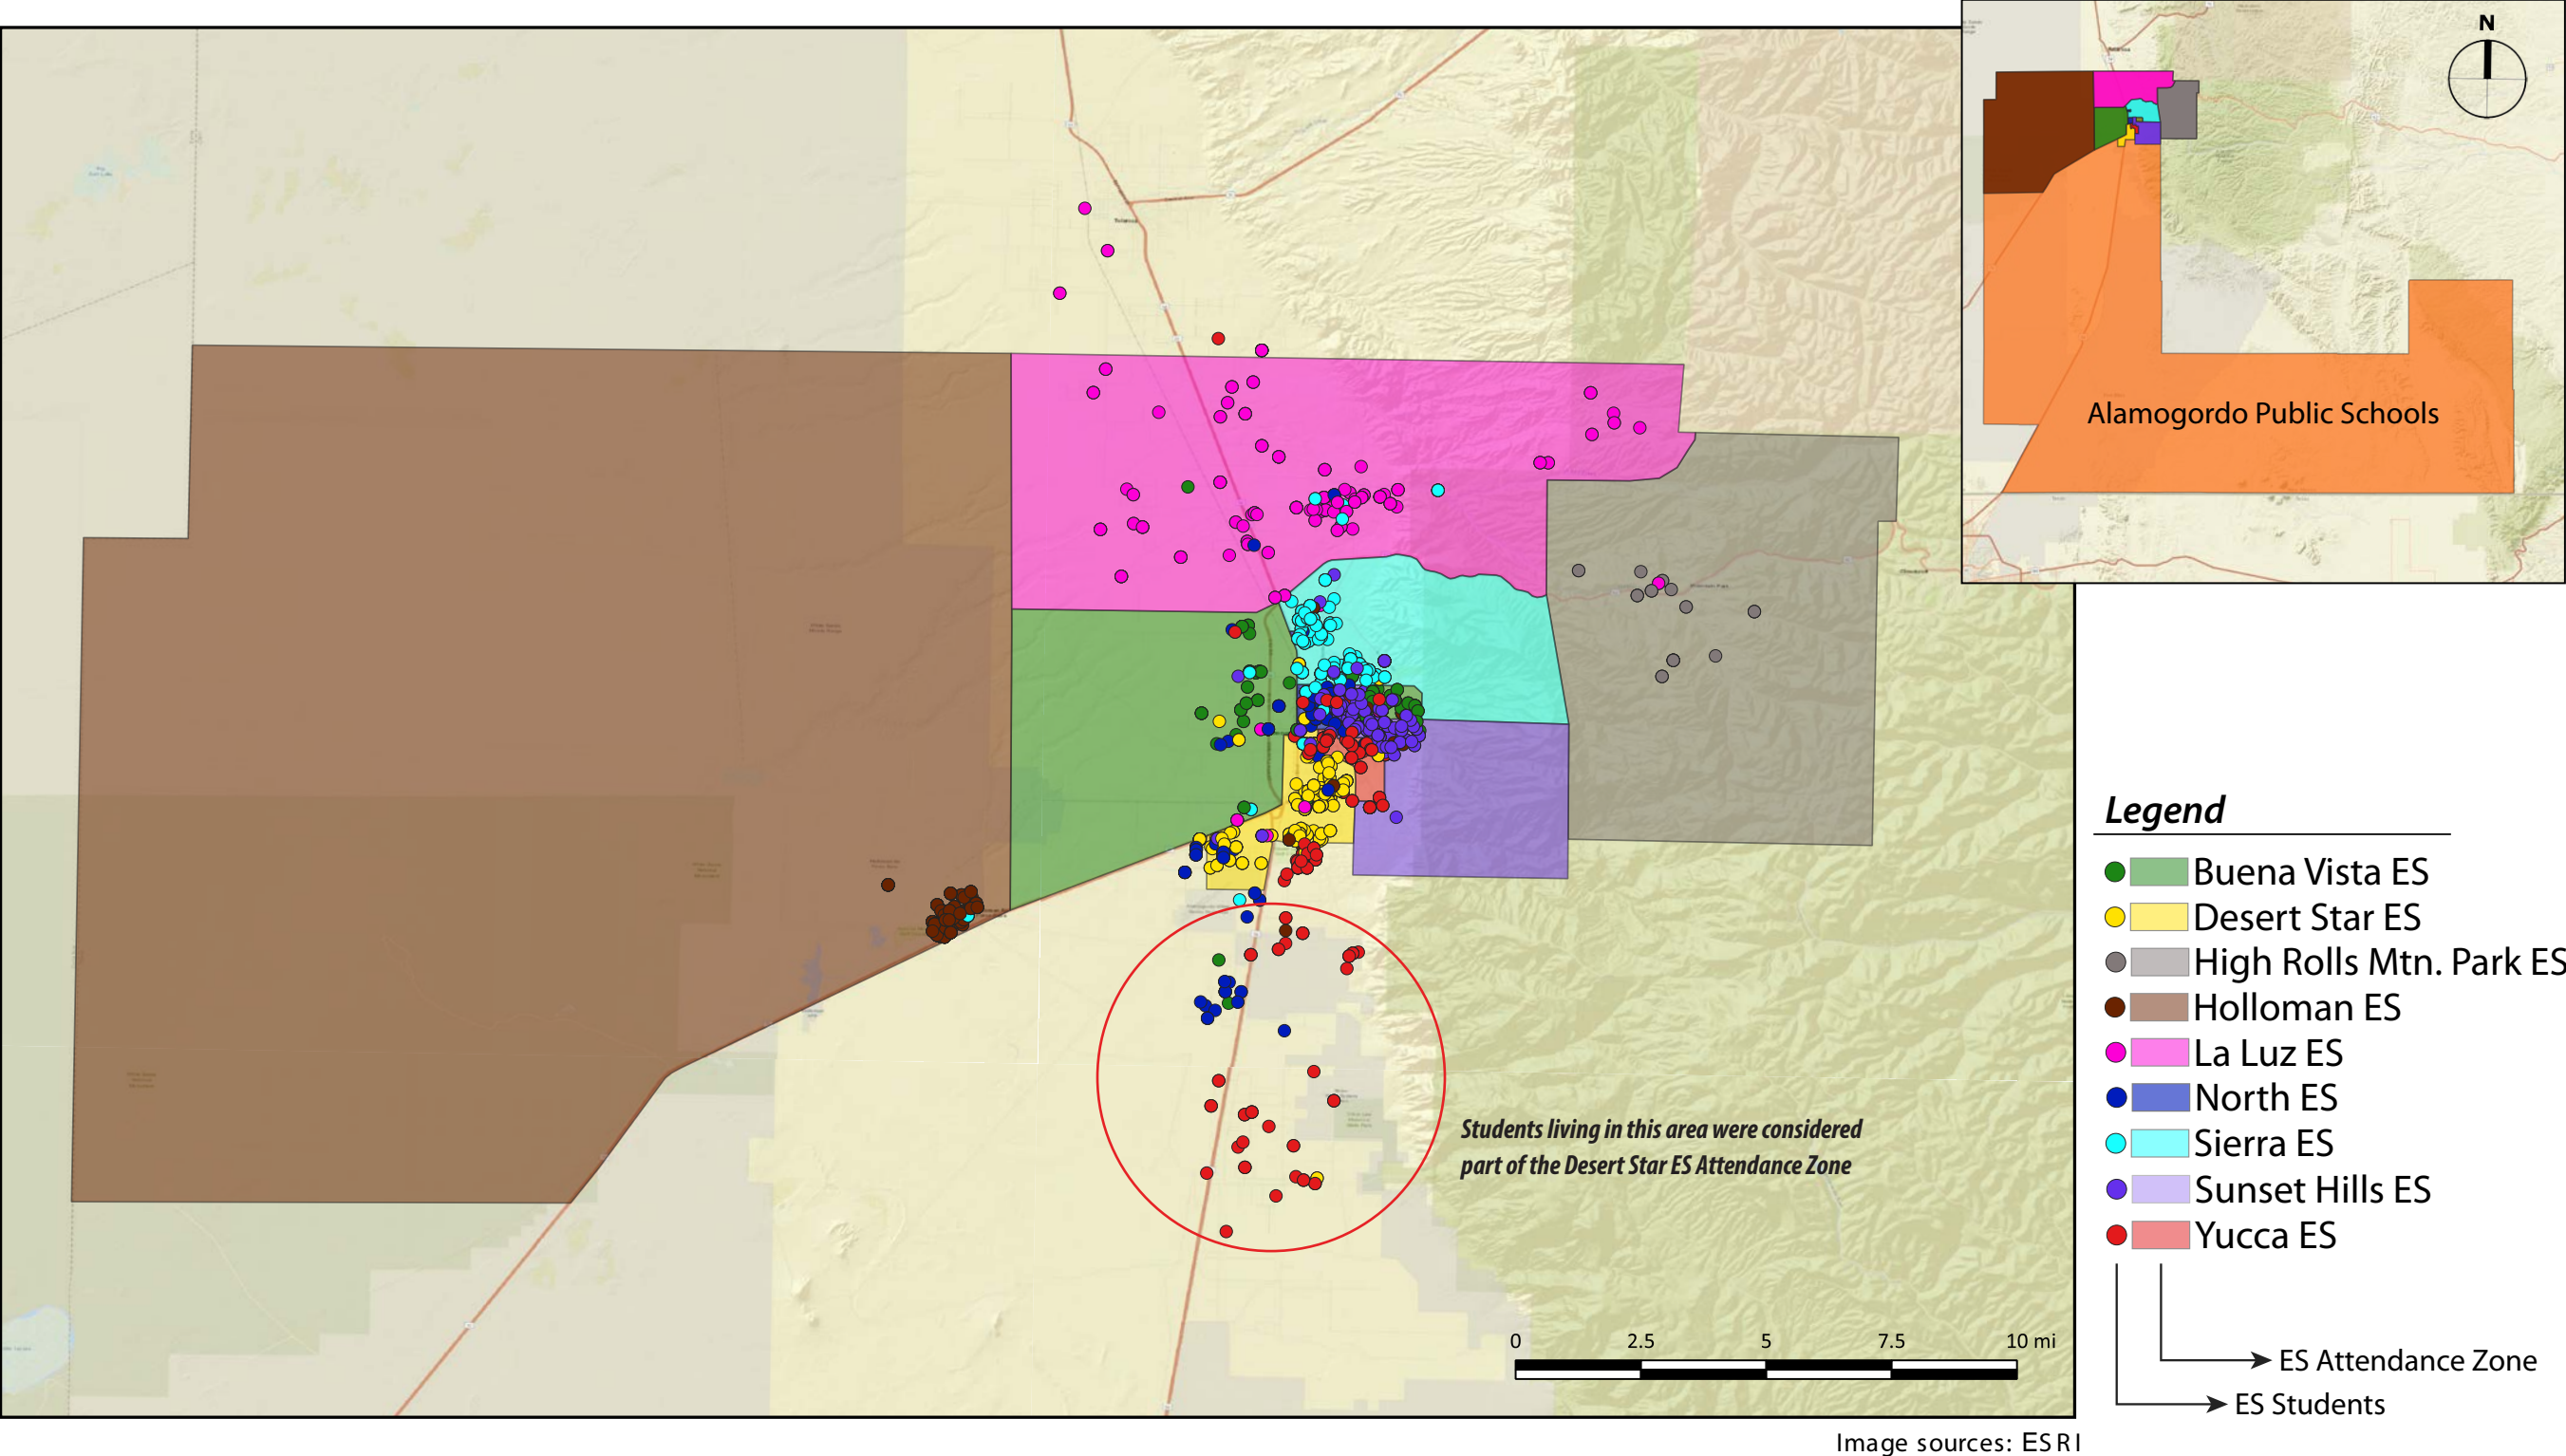 N
Alamogordo Public Schools
Tularosa
Legend
Buena Vista ES
Desert Star ES
High Rolls Mtn. Park ES
Holloman ES
La Luz ES
North ES
Sierra ES
Sunset Hills ES
Yucca ES
Students living in this area were considered
part of the Desert Star ES Attendance Zone
0 2.5 5 7.5 10 mi
ES Attendance Zone
ES Students
Image sources: ESRI